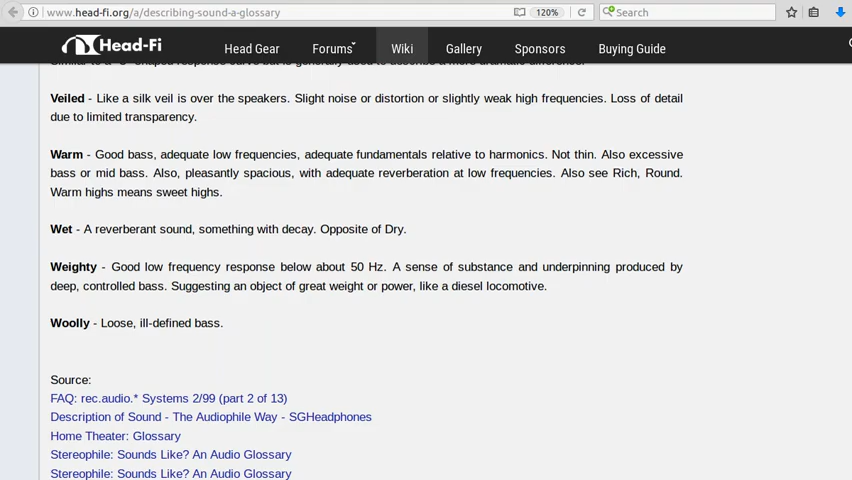 www.head-fi.org/a/describing-sound-a-glossary
120%
Search
Head-Fi
Head Gear
Forums
Wiki
Gallery
Sponsors
Buying Guide
Similar to a "U" shaped response curve but is generally used to describe a more dramatic difference.
Veiled - Like a silk veil is over the speakers. Slight noise or distortion or slightly weak high frequencies. Loss of detail
due to limited transparency.
Warm - Good bass, adequate low frequencies, adequate fundamentals relative to harmonics. Not thin. Also excessive
bass or mid bass. Also, pleasantly spacious, with adequate reverberation at low frequencies. Also see Rich, Round.
Warm highs means sweet highs.
Wet - A reverberant sound, something with decay. Opposite of Dry.
Weighty - Good low frequency response below about 50 Hz. A sense of substance and underpinning produced by
deep, controlled bass. Suggesting an object of great weight or power, like a diesel locomotive.
Woolly - Loose, ill-defined bass.
Source:
FAQ: rec.audio.* Systems 2/99 (part 2 of 13)
Description of Sound - The Audiophile Way - SGHeadphones
Home Theater: Glossary
Stereophile: Sounds Like? An Audio Glossary
Stereophile: Sounds Like? An Audio Glossary